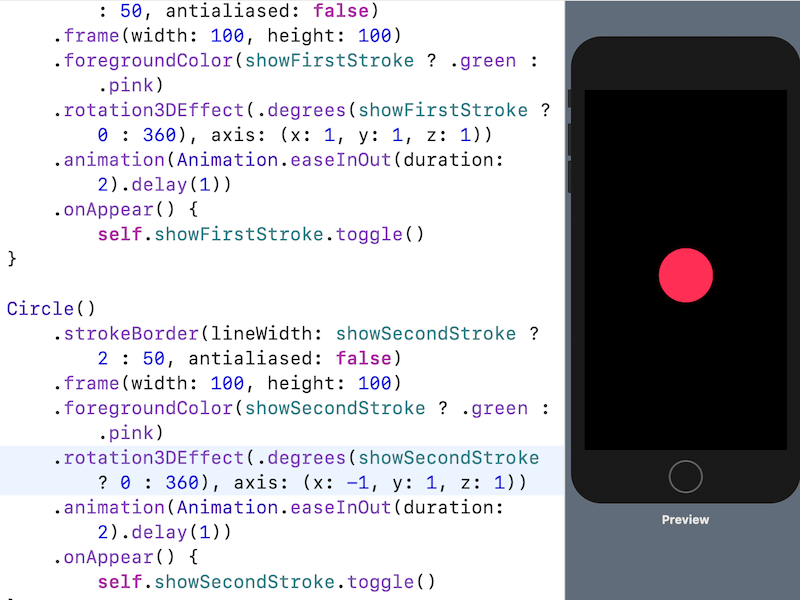 : 50, antialiased: false)
.frame(width: 100, height: 100)
.foregroundColor(showFirstStroke ? .green :
.pink)
.rotation3DEffect(.degrees(showFirstStroke ?
0 : 360), axis: (x: 1, y: 1, z: 1))
.animation(Animation.easeInOut(duration:
2).delay(1))
.onAppear() {
self.showFirstStroke.toggle()
}
Circle()
.strokeBorder(lineWidth: showSecondStroke ?
2 : 50, antialiased: false)
.frame(width: 100, height: 100)
.foregroundColor(showSecondStroke ? .green :
.pink)
.rotation3DEffect(.degrees(showSecondStroke
? 0 : 360), axis: (x: -1, y: 1, z: 1))
.animation(Animation.easeInOut(duration:
2).delay(1))
.onAppear() {
self.showSecondStroke.toggle()
Preview